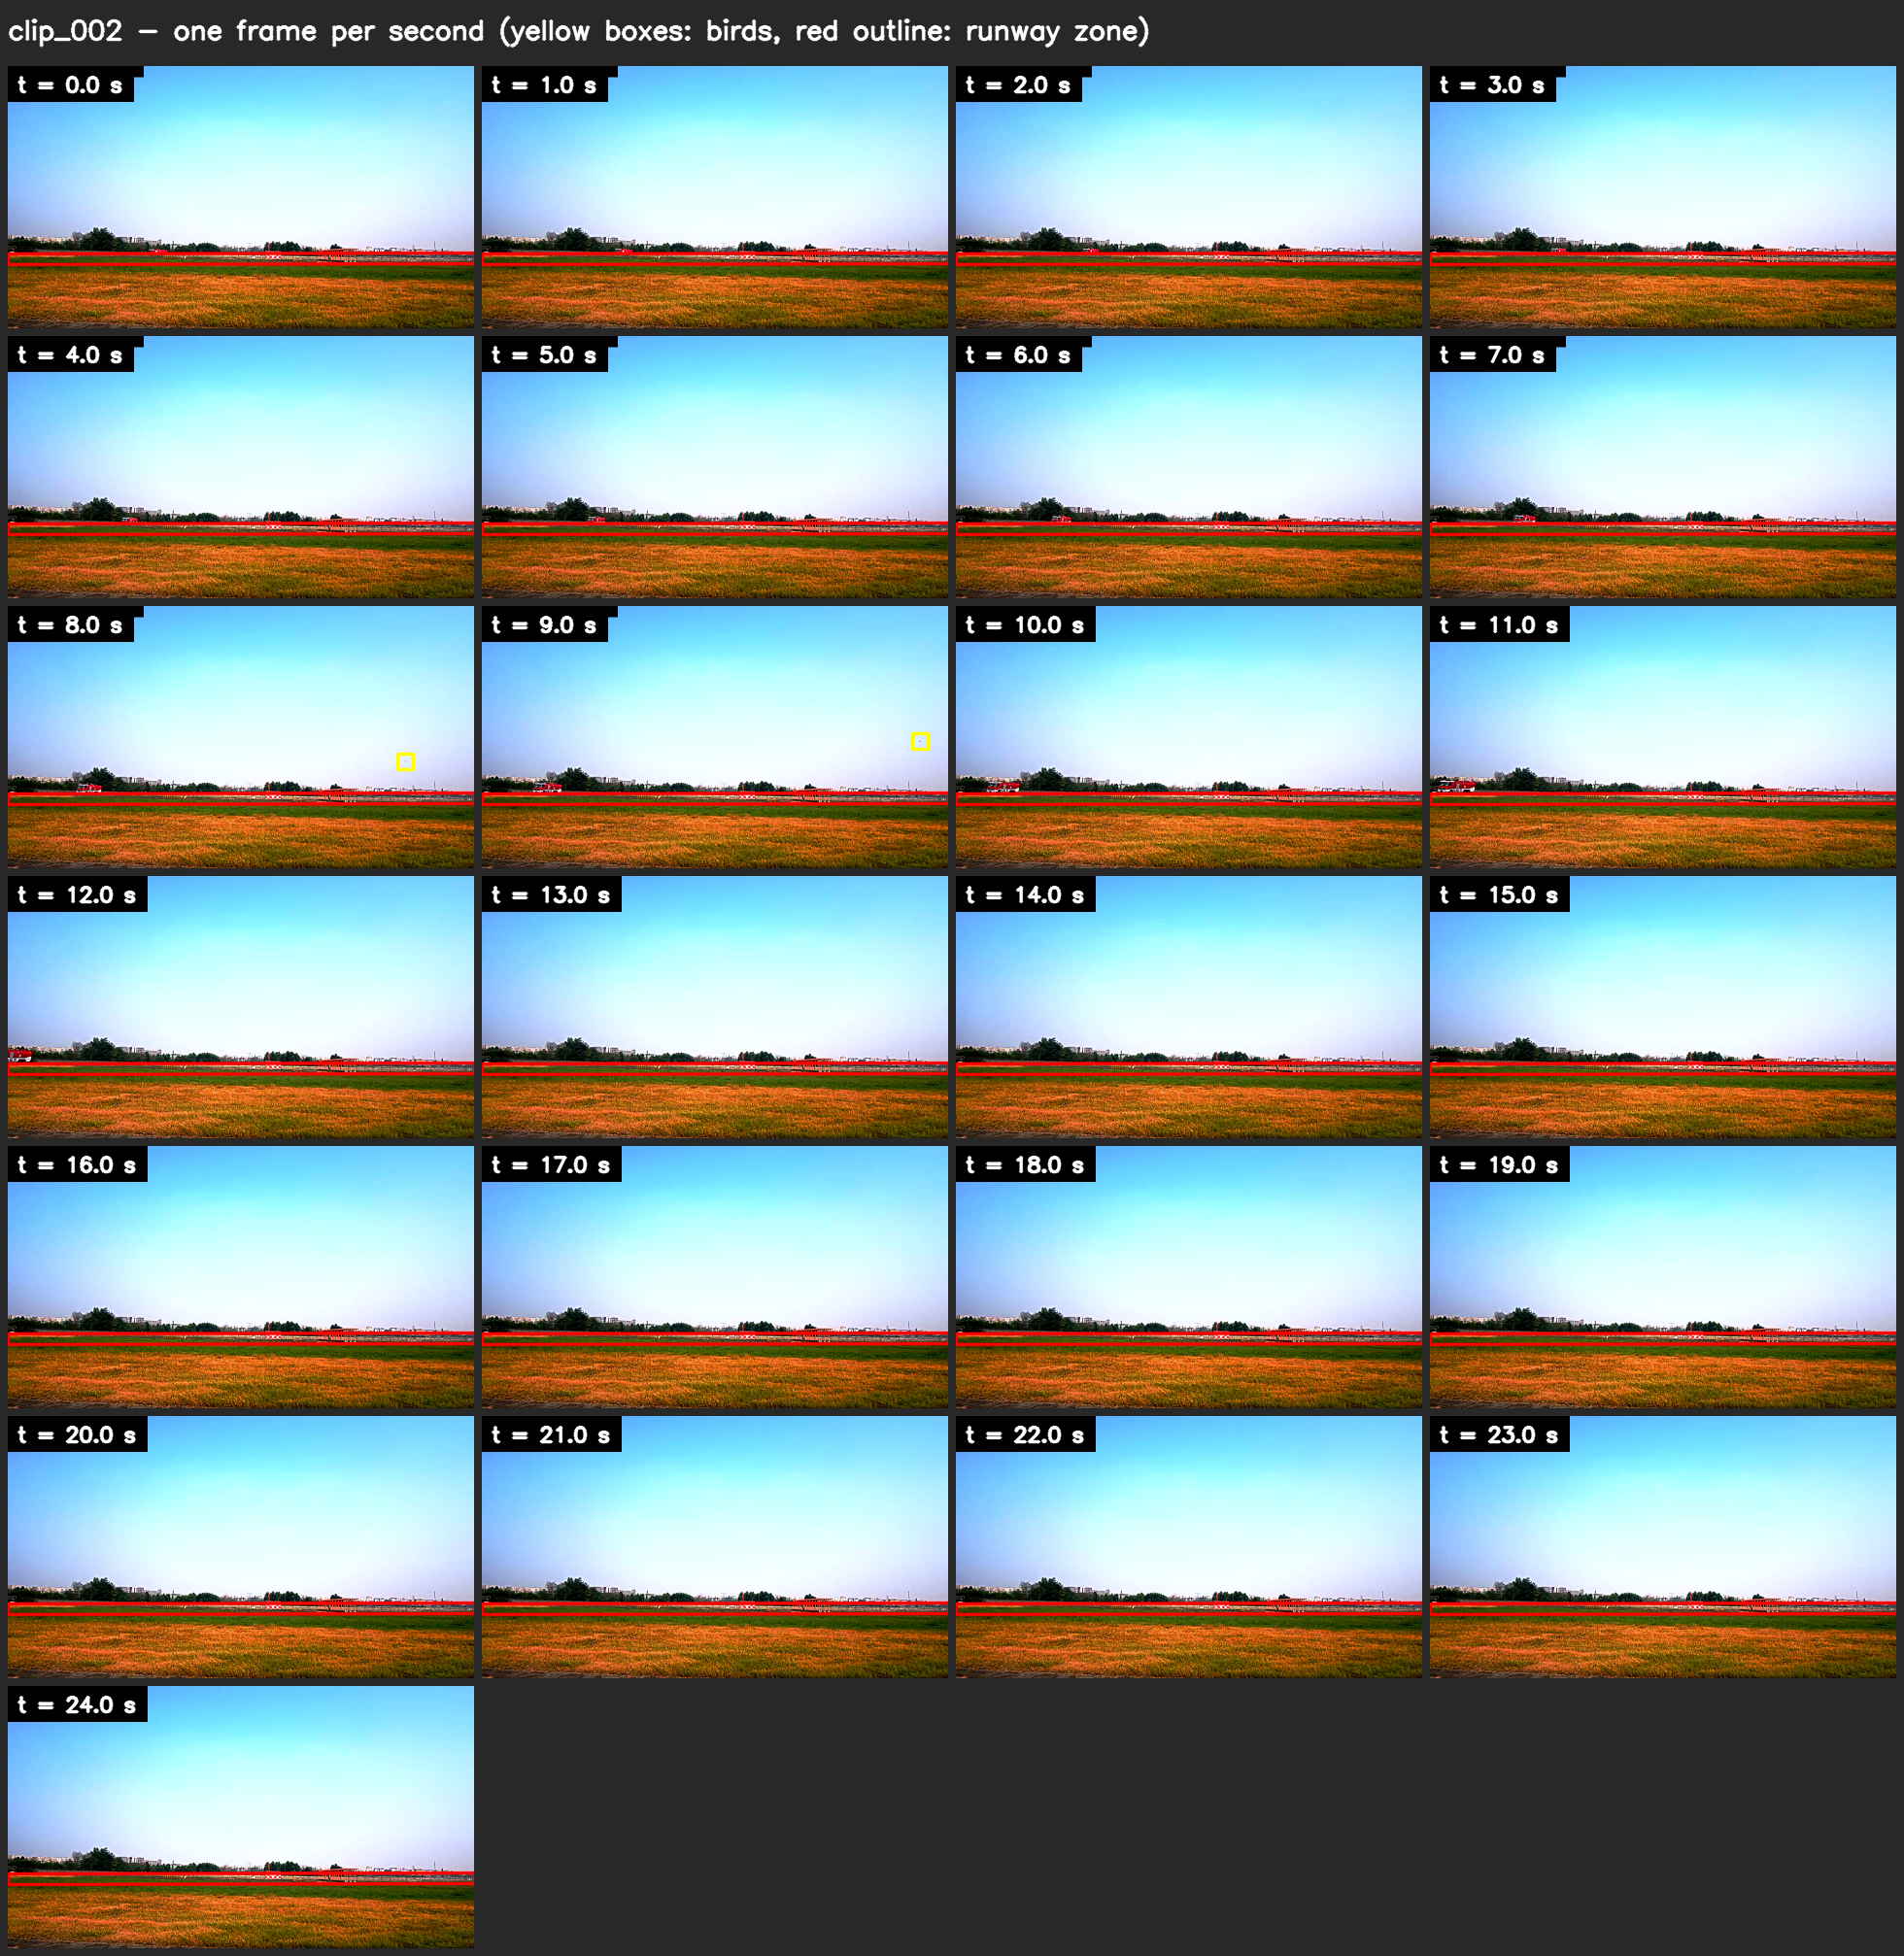 clip_002 – one frame per second (yellow boxes: birds, red outline: runway zone)
t = 0.0 s
t = 1.0 s
t = 2.0 s
t = 3.0 s
t = 4.0 s
t = 5.0 s
t = 6.0 s
t = 7.0 s
t = 8.0 s
t = 9.0 s
t = 10.0 s
t = 11.0 s
t = 12.0 s
t = 13.0 s
t = 14.0 s
t = 15.0 s
t = 16.0 s
t = 17.0 s
t = 18.0 s
t = 19.0 s
t = 20.0 s
t = 21.0 s
t = 22.0 s
t = 23.0 s
t = 24.0 s